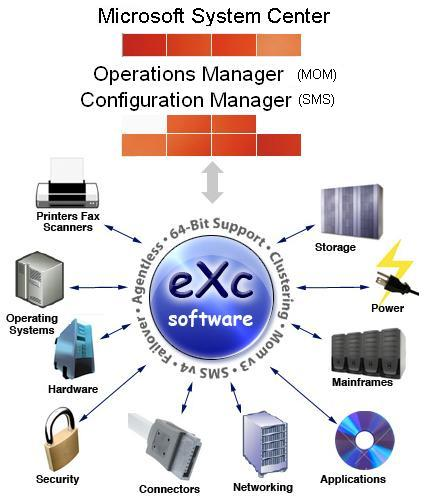 Microsoft System Center
Operations Manager (MOM)
Configuration Manager (SMS)
Printers Fax
Scanners
Storage
Agentless • 64-Bit Support • Clustering • Mom v3 • SMS v4 • Failover •
eXc
software
Operating
Systems
Power
Hardware
Mainframes
Security
Connectors
Networking
Applications